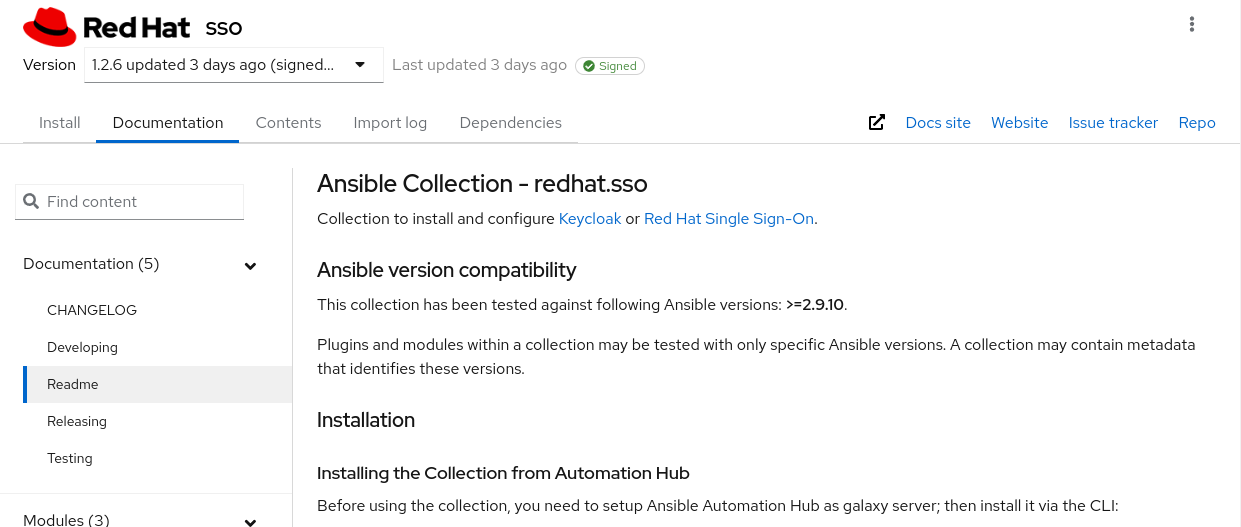 Red Hat SSO
Version 1.2.6 updated 3 days ago (signed... Last updated 3 days ago Signed
Install Documentation Contents Import log Dependencies Docs site Website Issue tracker Repo
Find content
Documentation (5)
CHANGELOG
Developing
Readme
Releasing
Testing
Modules (3)
Ansible Collection - redhat.sso
Collection to install and configure Keycloak or Red Hat Single Sign-On.
Ansible version compatibility
This collection has been tested against following Ansible versions: >=2.9.10.
Plugins and modules within a collection may be tested with only specific Ansible versions. A collection may contain metadata
that identifies these versions.
Installation
Installing the Collection from Automation Hub
Before using the collection, you need to setup Ansible Automation Hub as galaxy server; then install it via the CLI: